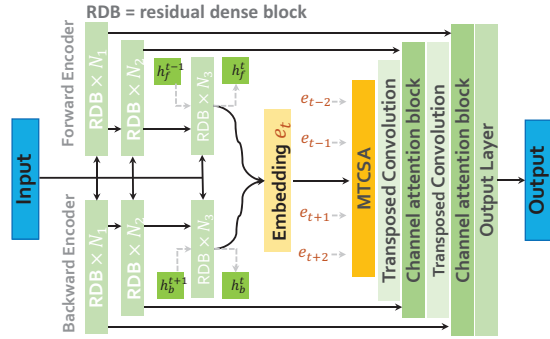 RDB = residual dense block
Forward Encoder
RDB × N₁
RDB × N₂
h_f^{t-1}
RDB × N₃
h_f^t
Input
Backward Encoder
RDB × N₁
RDB × N₂
h_b^{t+1}
RDB × N₃
h_b^t
Embedding e_t
e_{t-2}
e_{t-1}
e_{t+1}
e_{t+2}
MTCSA
Transposed Convolution
Channel attention block
Transposed Convolution
Channel attention block
Output Layer
Output